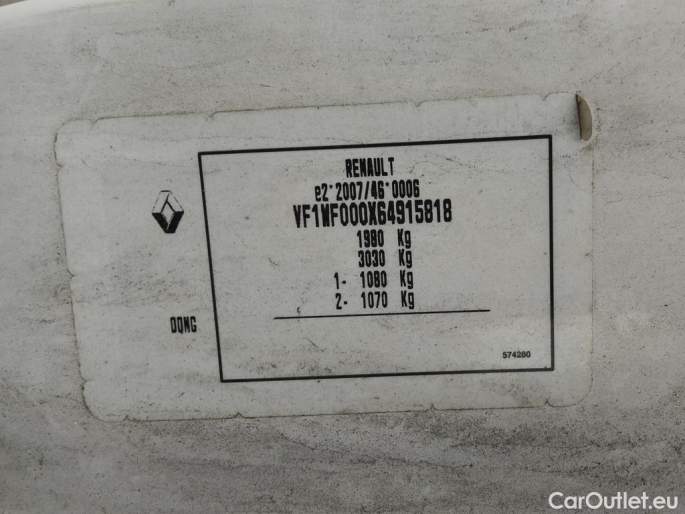 RENAULT
e2*2007/46*0006
VF1WF000X64915818
1980 Kg
3030 Kg
1- 1080 Kg
2- 1070 Kg
DQNG
574280
CarOutlet.eu